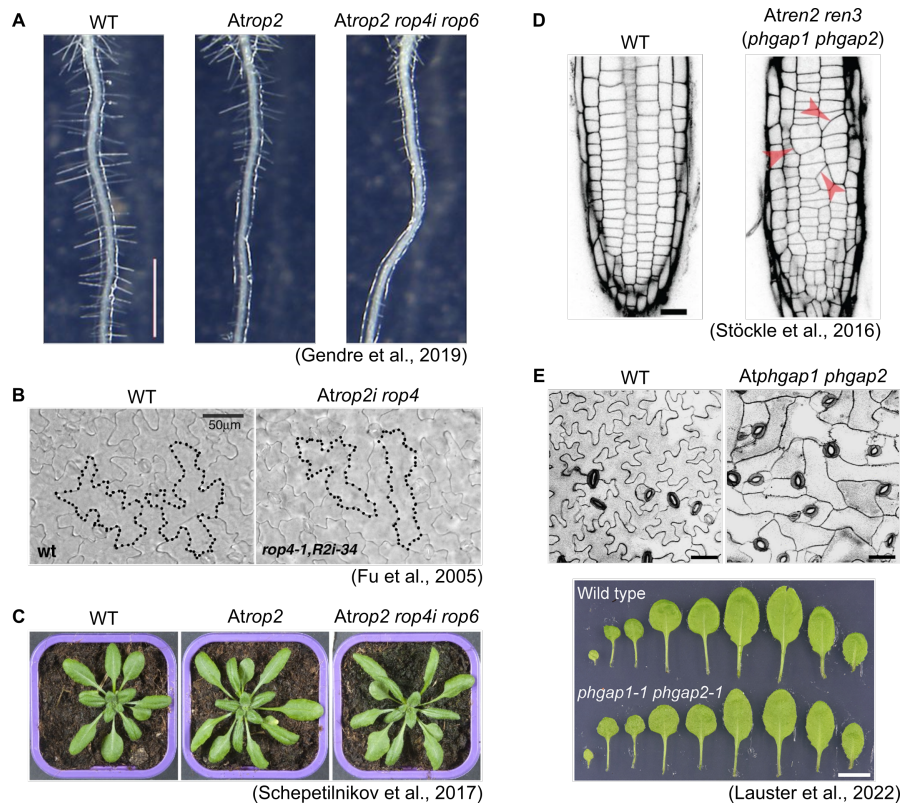 A
WT
Atrop2
Atrop2 rop4i rop6
(Gendre et al., 2019)
B
WT
Atrop2i rop4
50μm
wt
rop4-1,R2i-34
(Fu et al., 2005)
C
WT
Atrop2
Atrop2 rop4i rop6
(Schepetilnikov et al., 2017)
D
WT
Atren2 ren3
(phgap1 phgap2)
(Stöckle et al., 2016)
E
WT
Atphgap1 phgap2
Wild type
phgap1-1 phgap2-1
(Lauster et al., 2022)